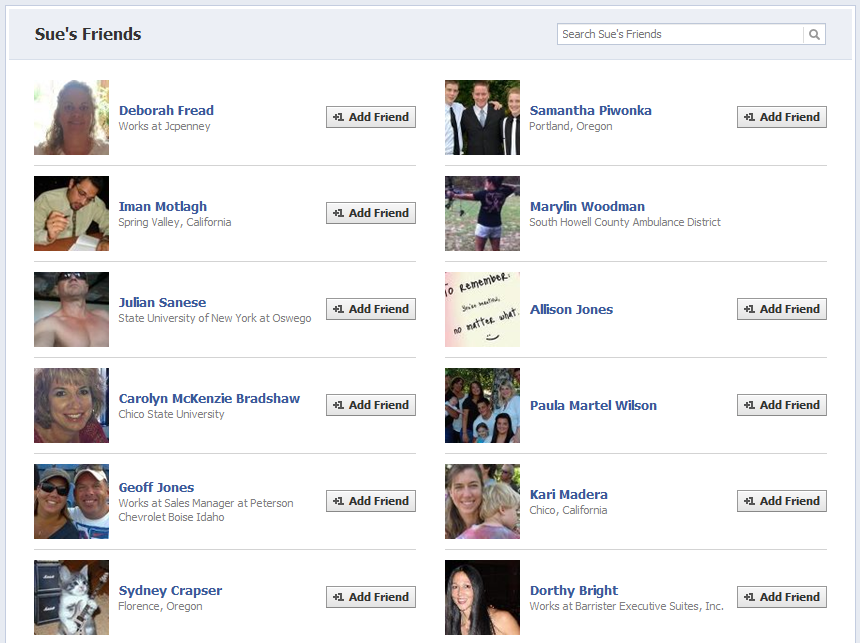 Sue's Friends
Search Sue's Friends
Deborah Fread
Works at Jcpenney
+1 Add Friend
Samantha Piwonka
Portland, Oregon
+1 Add Friend
Iman Motlagh
Spring Valley, California
+1 Add Friend
Marylin Woodman
South Howell County Ambulance District
Julian Sanese
State University of New York at Oswego
+1 Add Friend
To remember:
You're beautiful,
no matter what.
Allison Jones
+1 Add Friend
Carolyn McKenzie Bradshaw
Chico State University
+1 Add Friend
Paula Martel Wilson
+1 Add Friend
Geoff Jones
Works at Sales Manager at Peterson
Chevrolet Boise Idaho
+1 Add Friend
Kari Madera
Chico, California
+1 Add Friend
Sydney Crapser
Florence, Oregon
+1 Add Friend
Dorthy Bright
Works at Barrister Executive Suites, Inc.
+1 Add Friend